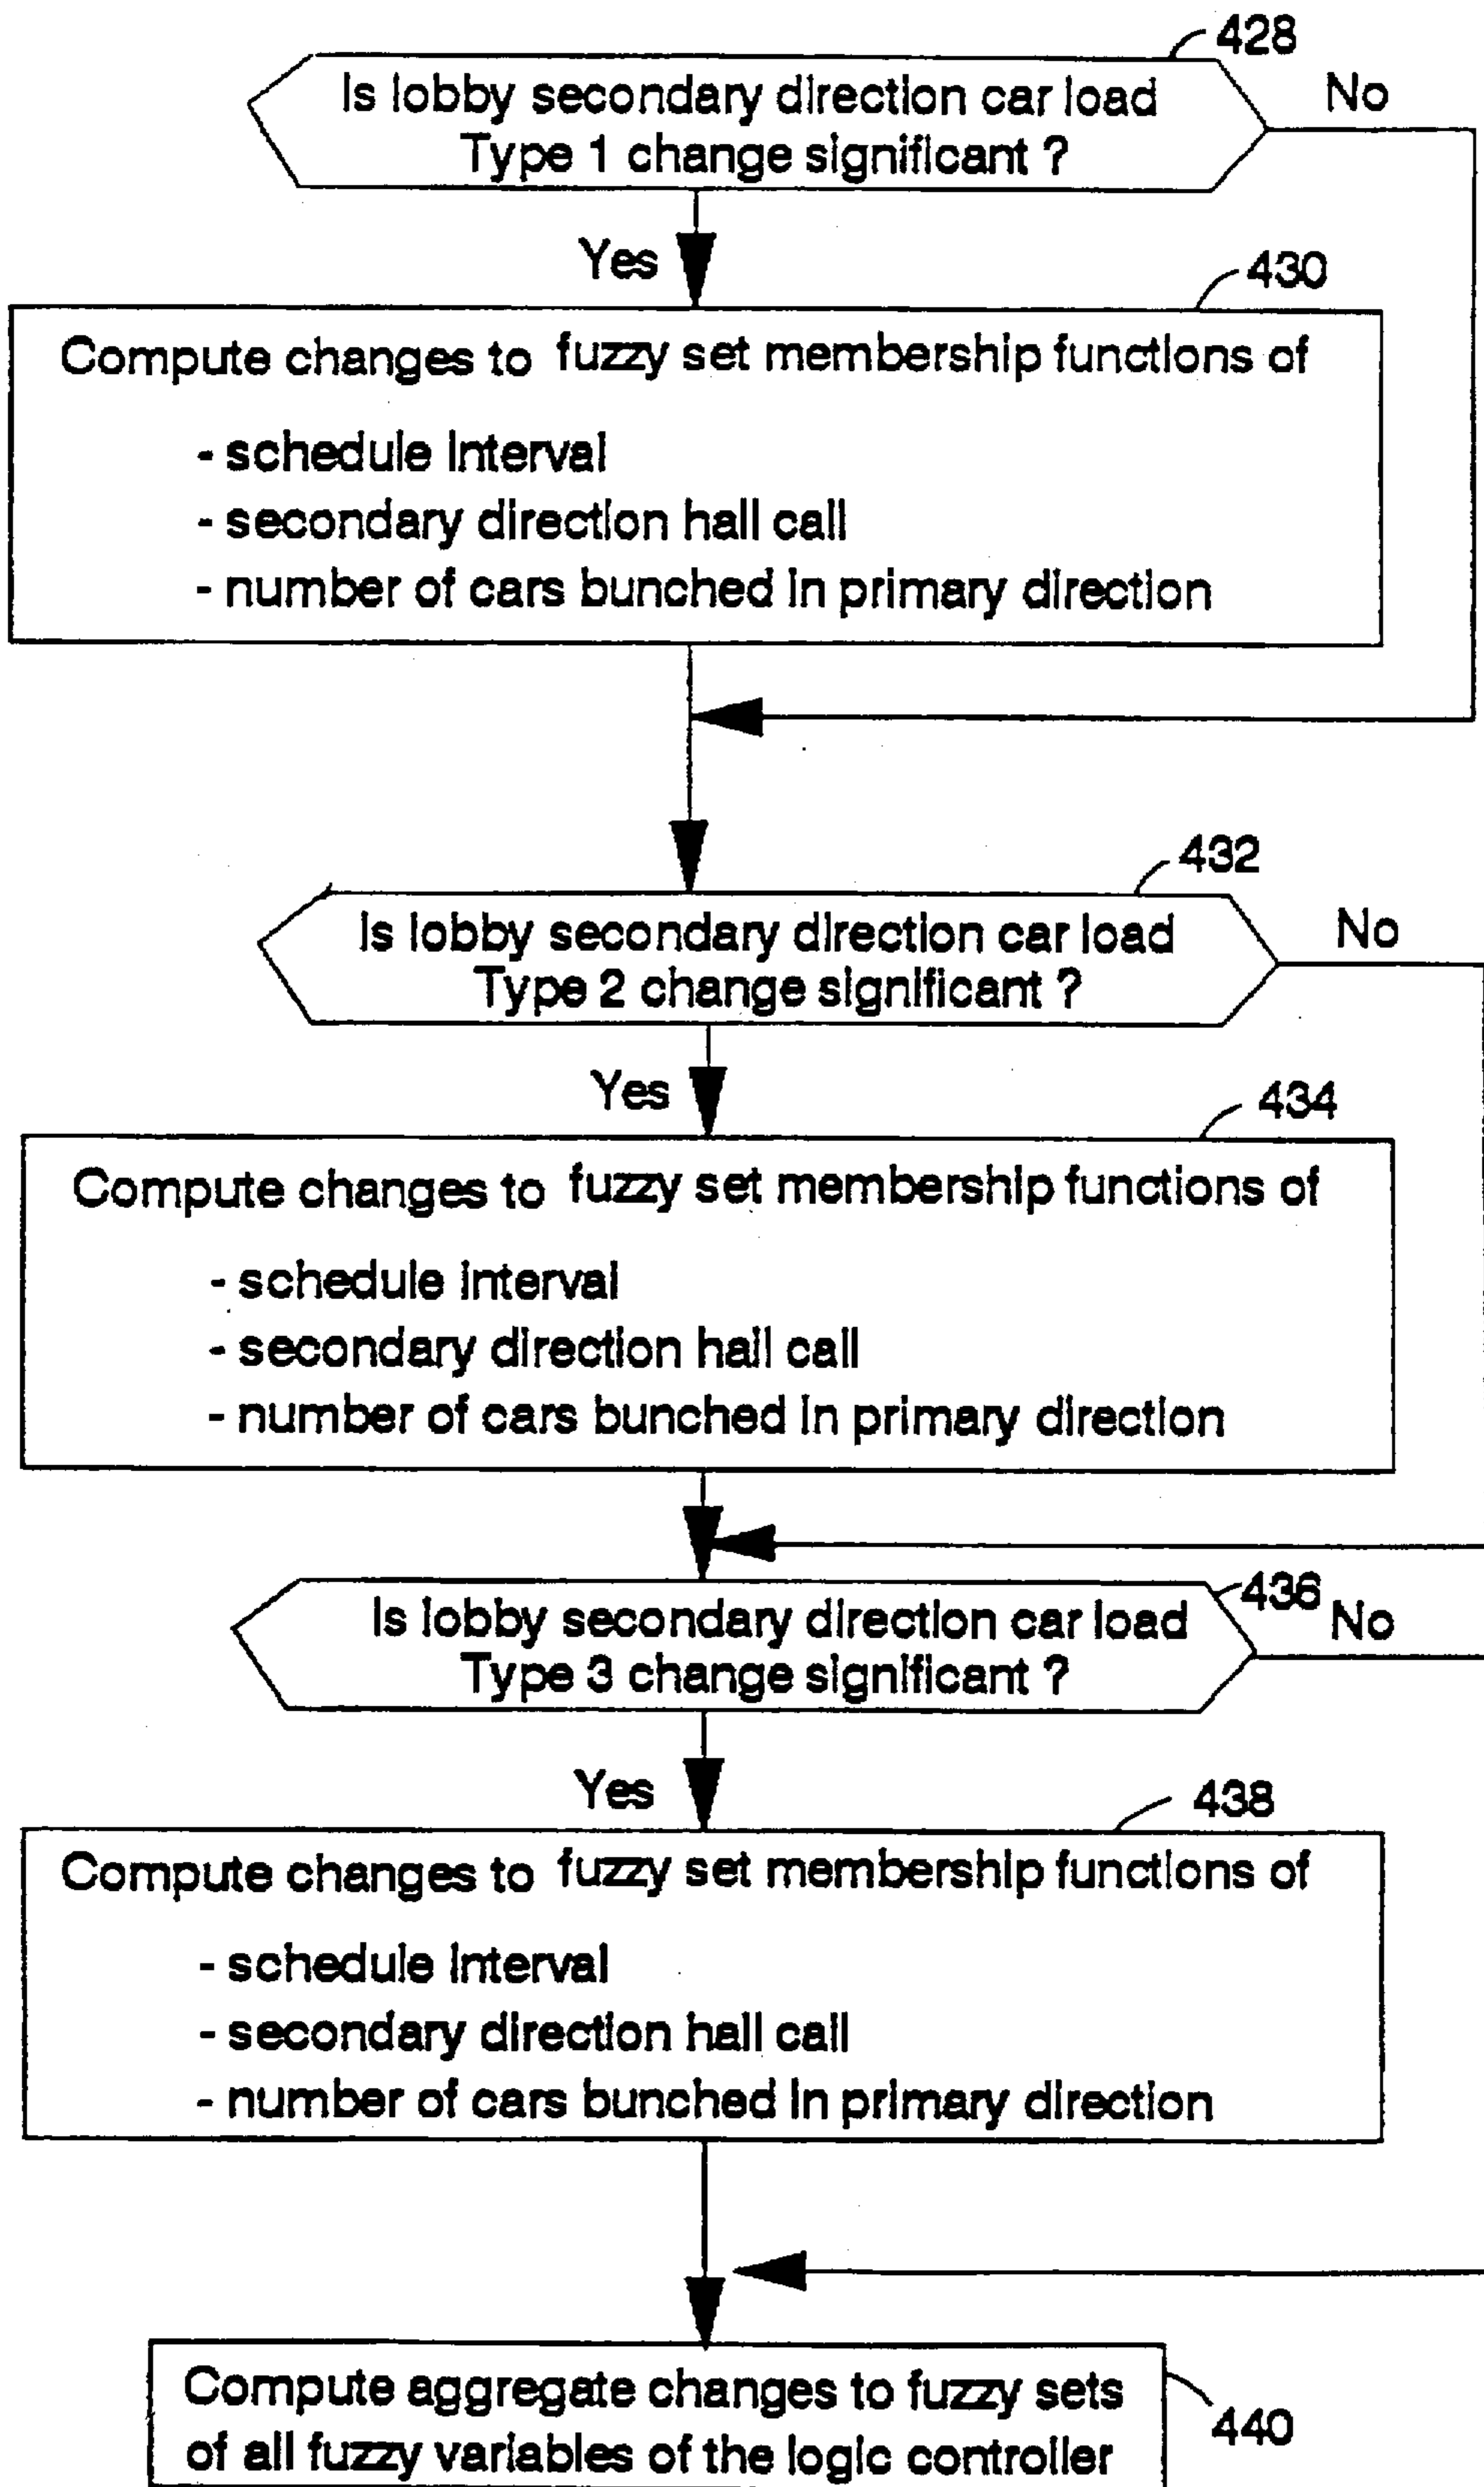 428
Is lobby secondary direction car load
Type 1 change significant ?
No
Yes
430
Compute changes to fuzzy set membership functions of
- schedule interval
- secondary direction hall call
- number of cars bunched in primary direction
432
Is lobby secondary direction car load
Type 2 change significant ?
No
Yes
434
Compute changes to fuzzy set membership functions of
- schedule interval
- secondary direction hall call
- number of cars bunched in primary direction
436
Is lobby secondary direction car load
Type 3 change significant ?
No
Yes
438
Compute changes to fuzzy set membership functions of
- schedule interval
- secondary direction hall call
- number of cars bunched in primary direction
Compute aggregate changes to fuzzy sets
of all fuzzy variables of the logic controller
440